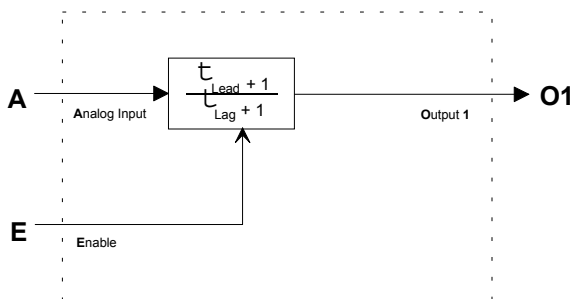 t Lead + 1
t Lag + 1
A
Analog Input
Output 1
O1
E
Enable